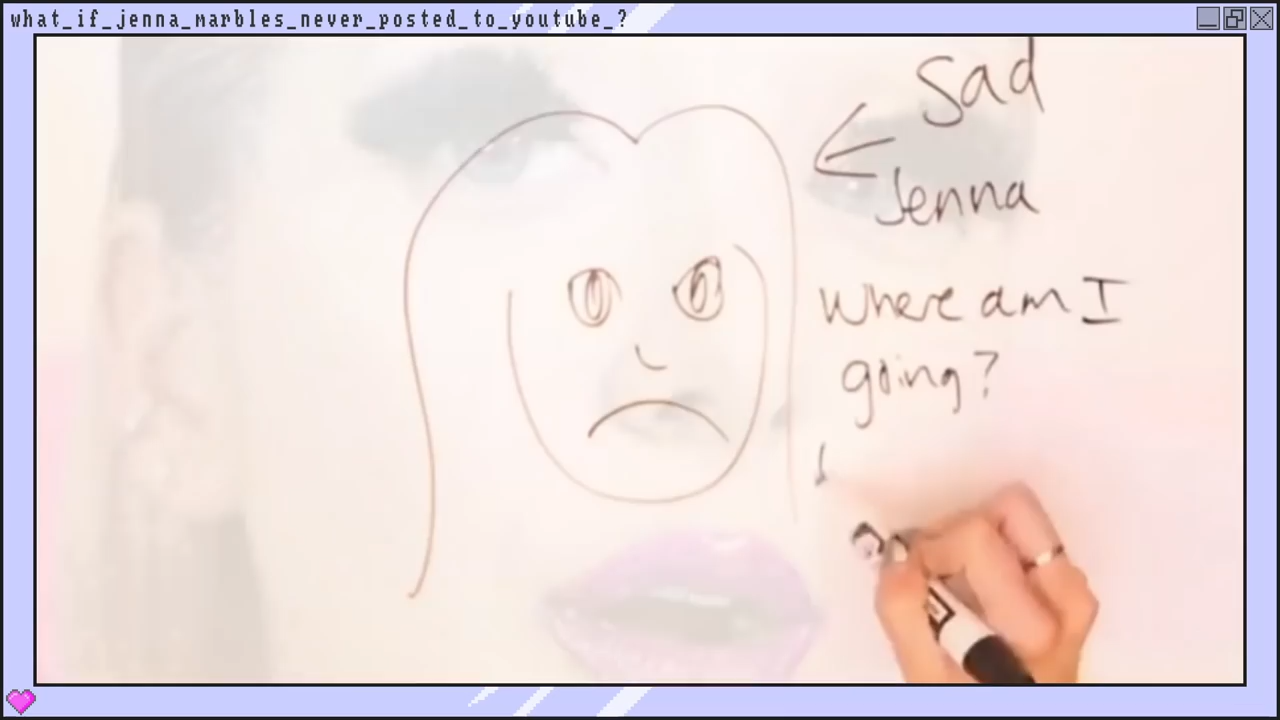 what_if_jenna_marbles_never_posted_to_youtube_?
Sad
Jenna
Where am I
going?